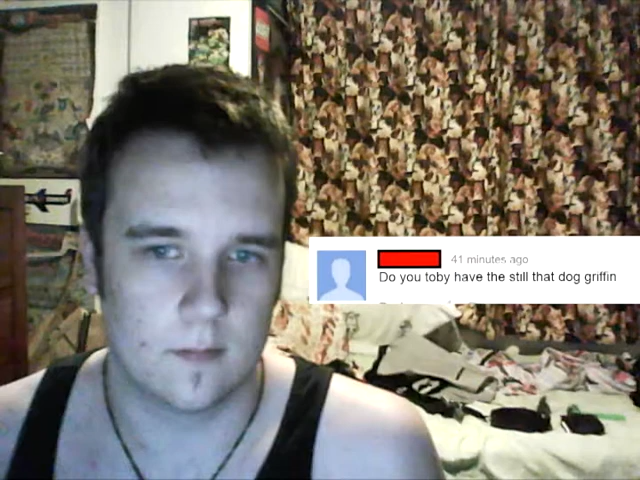 41 minutes ago
Do you toby have the still that dog griffin